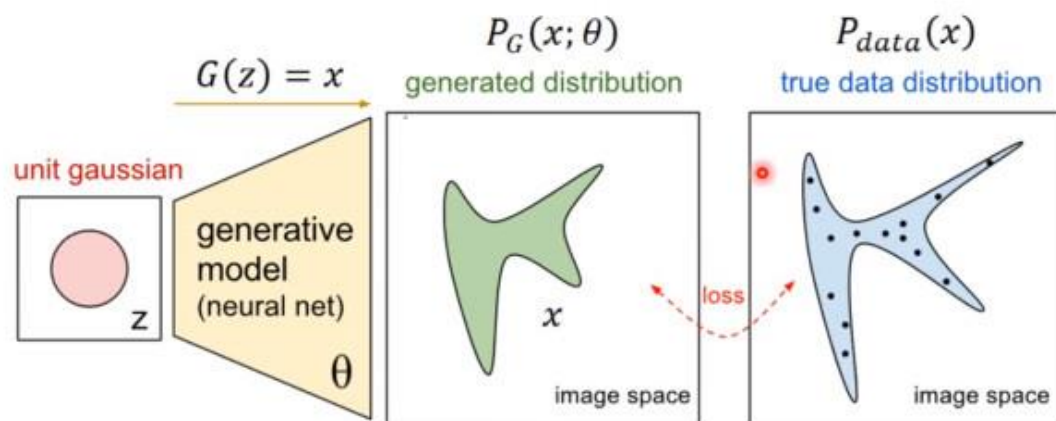 G(z) = x
unit gaussian
z
generative
model
(neural net)
θ
P_G(x; θ)
generated distribution
x
image space
loss
P_data(x)
true data distribution
image space